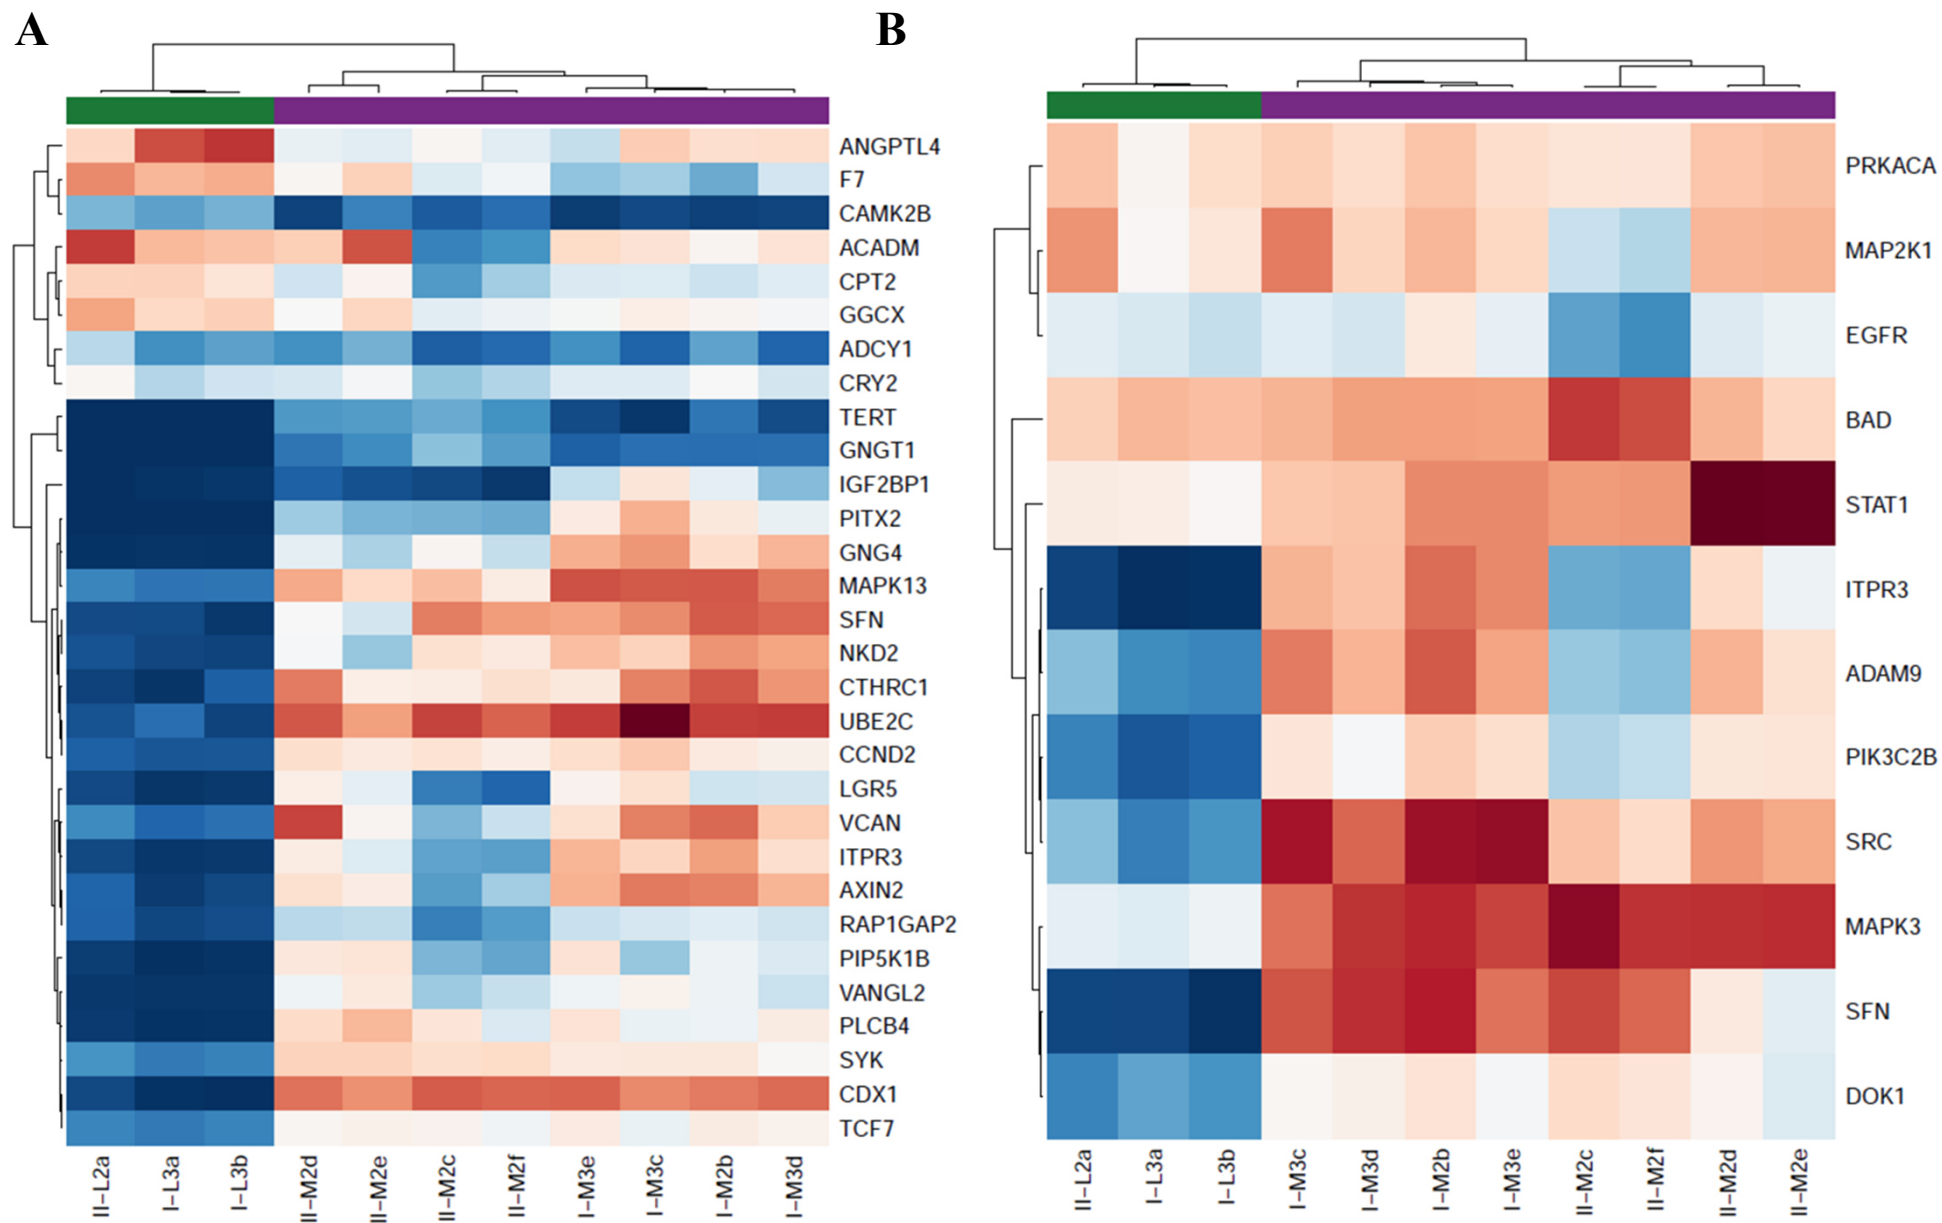 A
ANGPTL4
F7
CAMK2B
ACADM
CPT2
GGCX
ADCY1
CRY2
TERT
GNGT1
IGF2BP1
PITX2
GNG4
MAPK13
SFN
NKD2
CTHRC1
UBE2C
CCND2
LGR5
VCAN
ITPR3
AXIN2
RAP1GAP2
PIP5K1B
VANGL2
PLCB4
SYK
CDX1
TCF7
II-L2a
I-L3a
I-L3b
II-M2d
II-M2e
II-M2c
II-M2f
I-M3e
I-M3c
I-M2b
I-M3d
B
PRKACA
MAP2K1
EGFR
BAD
STAT1
ITPR3
ADAM9
PIK3C2B
SRC
MAPK3
SFN
DOK1
II-L2a
I-L3a
I-L3b
I-M3c
I-M3d
I-M2b
I-M3e
II-M2c
II-M2f
II-M2d
II-M2e